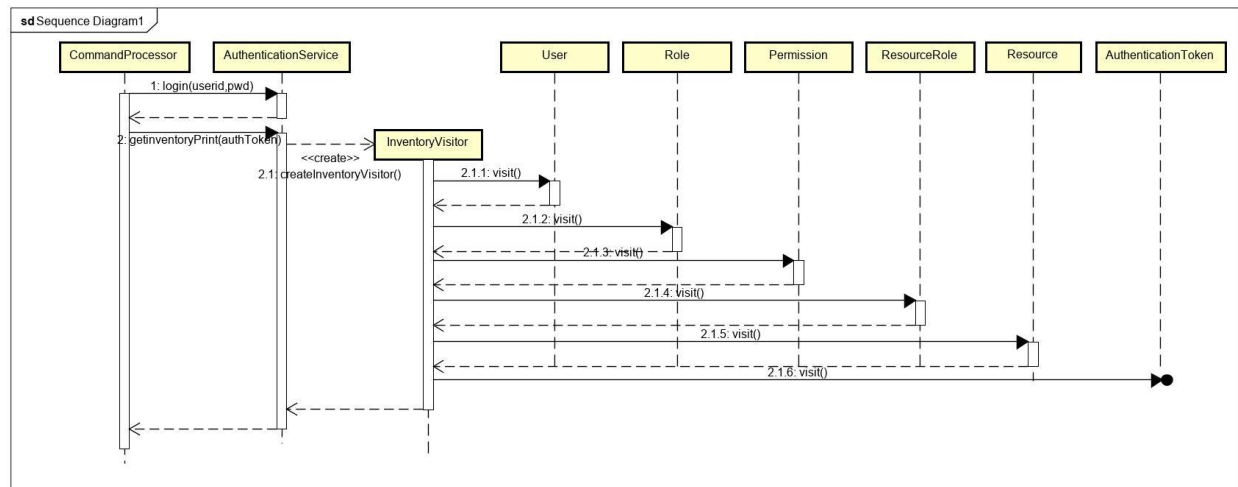 sd Sequence Diagram1
CommandProcessor
AuthenticationService
User
Role
Permission
ResourceRole
Resource
AuthenticationToken
1: login(userid,pwd)
2: getinventoryPrint(authToken)
InventoryVisitor
<<create>>
2.1: createInventoryVisitor()
2.1.1: visit()
2.1.2: visit()
2.1.3: visit()
2.1.4: visit()
2.1.5: visit()
2.1.6: visit()